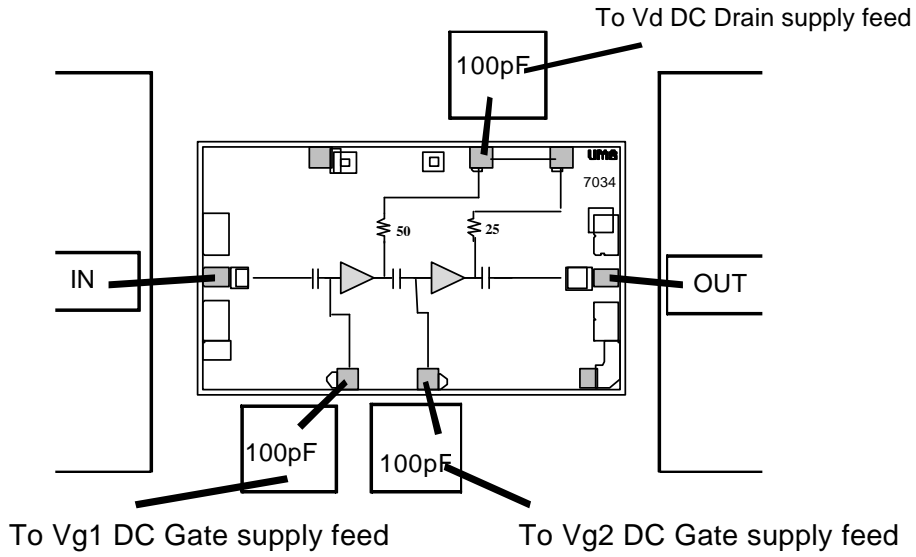 To Vd DC Drain supply feed
100pF
UMS
7034
50
25
IN
OUT
100pF
100pF
To Vg1 DC Gate supply feed
To Vg2 DC Gate supply feed